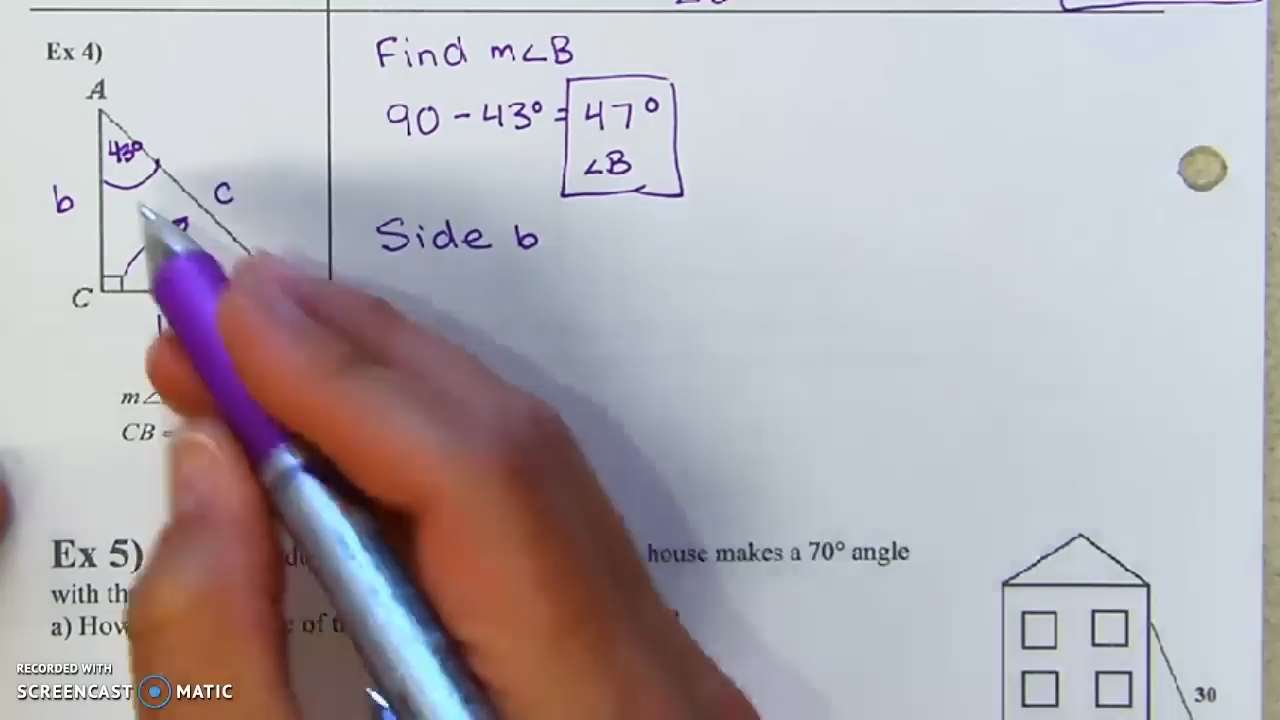 Ex 4)
Find m∠B
A
43°
90 - 43° = 47°
∠B
b
c
Side b
C
m∠
CB =
Ex 5)
house makes a 70° angle
with th
a) How
of t
30
RECORDED WITH
SCREENCAST MATIC